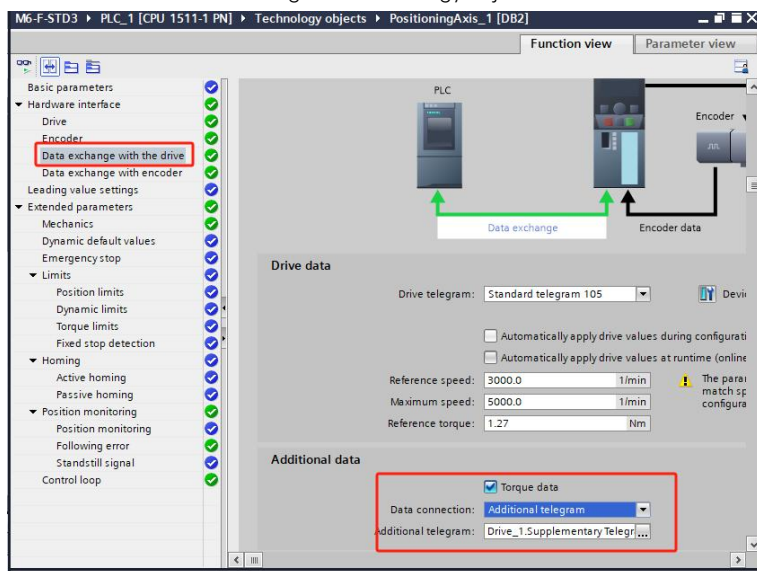 M6-F-STD3 ▸ PLC_1 [CPU 1511-1 PN] ▸ Technology objects ▸ PositioningAxis_1 [DB2]
Function view
Parameter view
Basic parameters
Hardware interface
Drive
Encoder
Data exchange with the drive
Data exchange with encoder
Leading value settings
Extended parameters
Mechanics
Dynamic default values
Emergency stop
Limits
Position limits
Dynamic limits
Torque limits
Fixed stop detection
Homing
Active homing
Passive homing
Position monitoring
Position monitoring
Following error
Standstill signal
Control loop
PLC
Encoder
Data exchange
Encoder data
Drive data
Drive telegram: Standard telegram 105
Devi
Automatically apply drive values during configurati
Automatically apply drive values at runtime (online
Reference speed: 3000.0 1/min
The parar
match sp
Maximum speed: 5000.0 1/min
configura
Reference torque: 1.27 Nm
Additional data
Torque data
Data connection: Additional telegram
Additional telegram: Drive_1.Supplementary Telegr ...